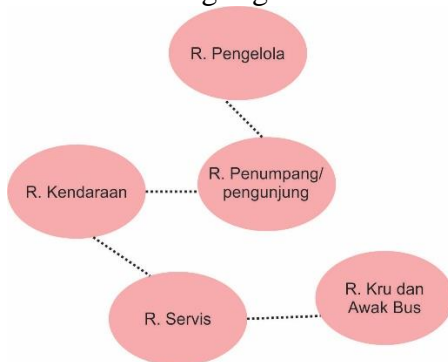 R. Pengelola
R. Penumpang/
pengunjung
R. Kendaraan
R. Kru dan
Awak Bus
R. Servis